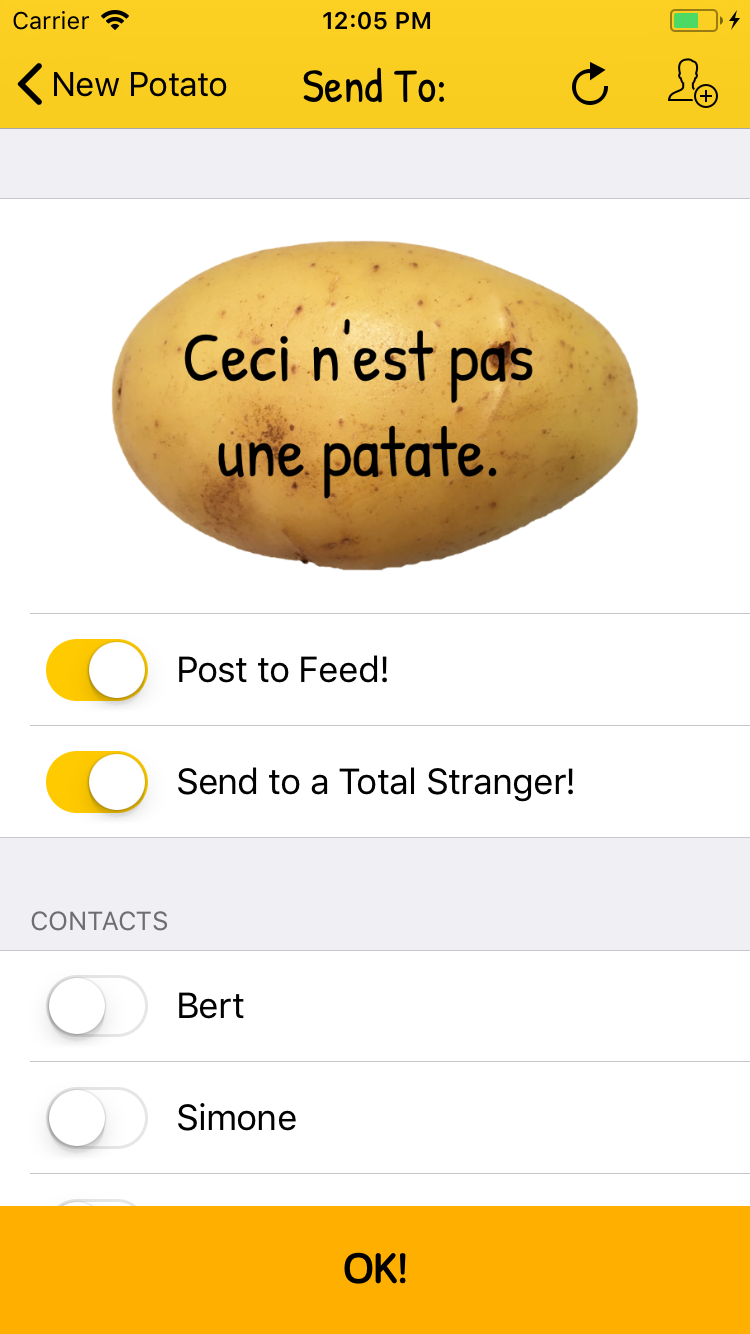 Carrier 12:05 PM
New Potato Send To:
Ceci n'est pas
une patate.
Post to Feed!
Send to a Total Stranger!
CONTACTS
Bert
Simone
OK!